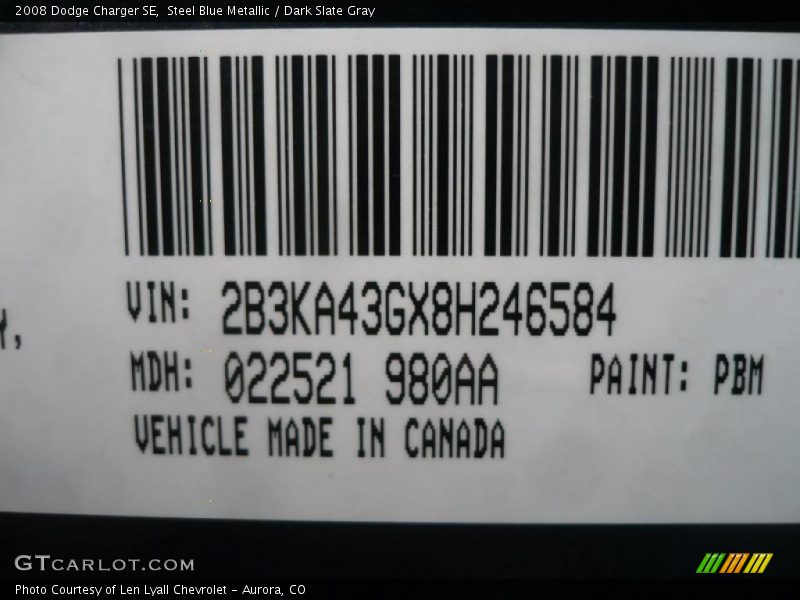 2008 Dodge Charger SE,  Steel Blue Metallic / Dark Slate Gray
VIN: 2B3KA43GX8H246584
MDH: 022521 980AA PAINT: PBM
VEHICLE MADE IN CANADA
GTCARLOT.COM
Photo Courtesy of Len Lyall Chevrolet - Aurora, CO